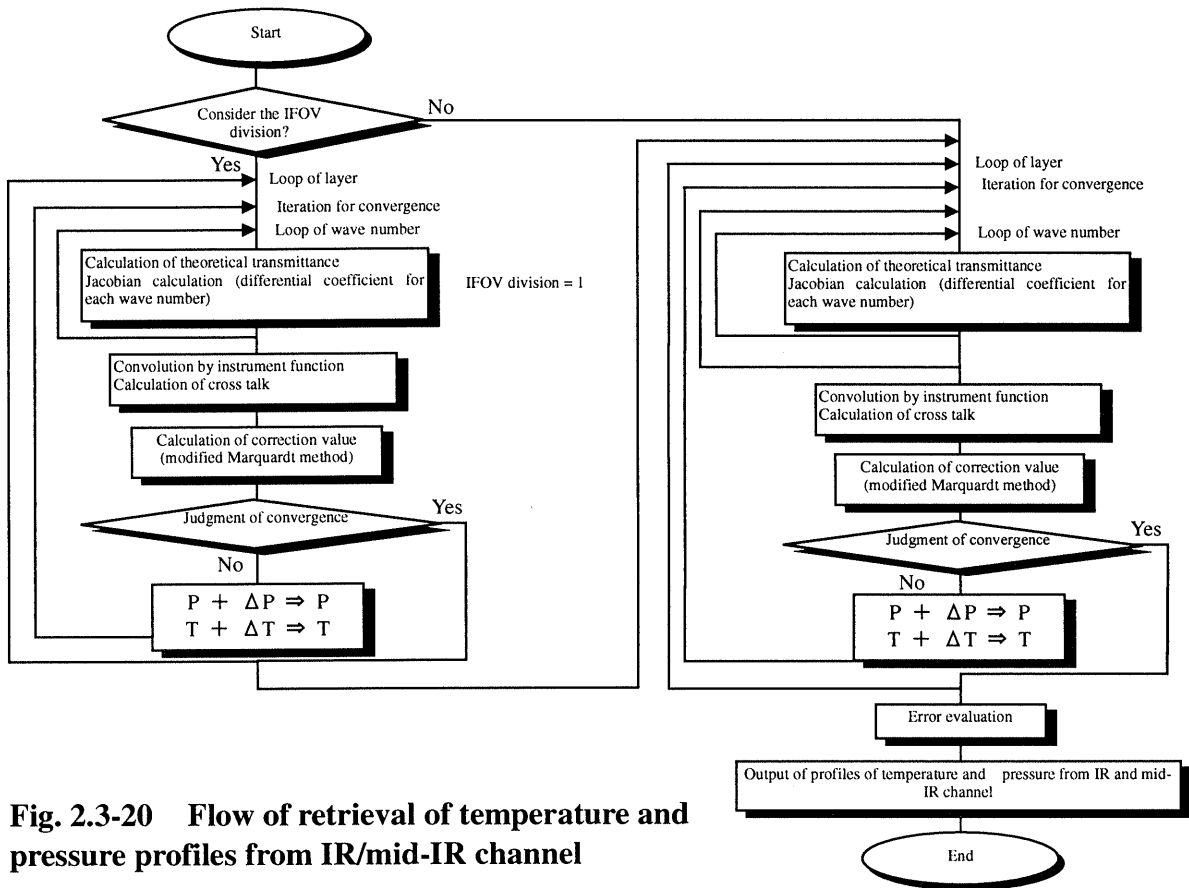 Start
Consider the IFOV
division?
No
Yes
Loop of layer
Iteration for convergence
Loop of wave number
Calculation of theoretical transmittance
Jacobian calculation (differential coefficient for
each wave number)
IFOV division = 1
Convolution by instrument function
Calculation of cross talk
Calculation of correction value
(modified Marquardt method)
Judgment of convergence
Yes
No
P + ΔP ⇒ P
T + ΔT ⇒ T
Loop of layer
Iteration for convergence
Loop of wave number
Calculation of theoretical transmittance
Jacobian calculation (differential coefficient for
each wave number)
Convolution by instrument function
Calculation of cross talk
Calculation of correction value
(modified Marquardt method)
Judgment of convergence
Yes
No
P + ΔP ⇒ P
T + ΔT ⇒ T
Error evaluation
Output of profiles of temperature and pressure from IR and mid-
IR channel
End
Fig. 2.3-20 Flow of retrieval of temperature and
pressure profiles from IR/mid-IR channel